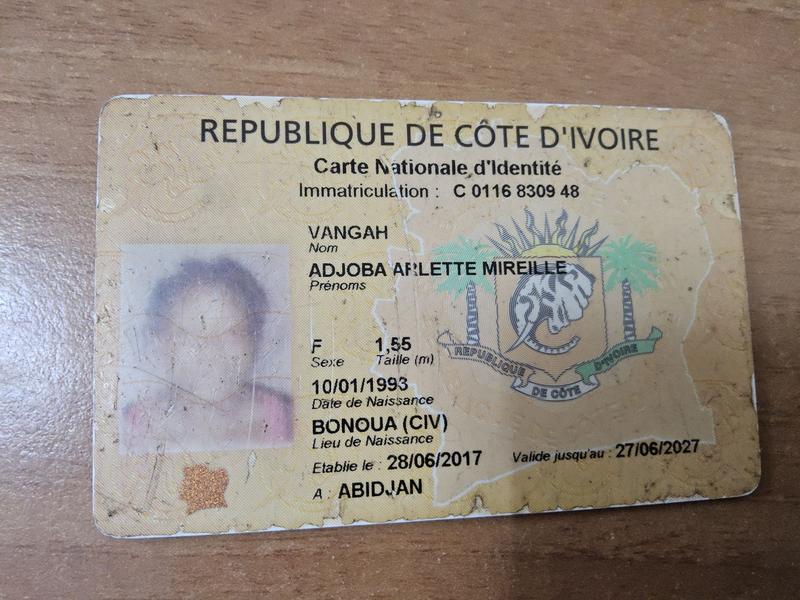 REPUBLIQUE DE CÔTE D'IVOIRE
Carte Nationale d'Identité
Immatriculation : C 0116 8309 48
VANGAH
Nom
ADJOBA ARLETTE MIREILLE
Prénoms
F 1,55
Sexe Taille (m)
10/01/1993
Date de Naissance
BONOUA (CIV)
Lieu de Naissance
Etablie le : 28/06/2017 Valide jusqu'au : 27/06/2027
A : ABIDJAN
REPUBLIQUE DE CÔTE D'IVOIRE